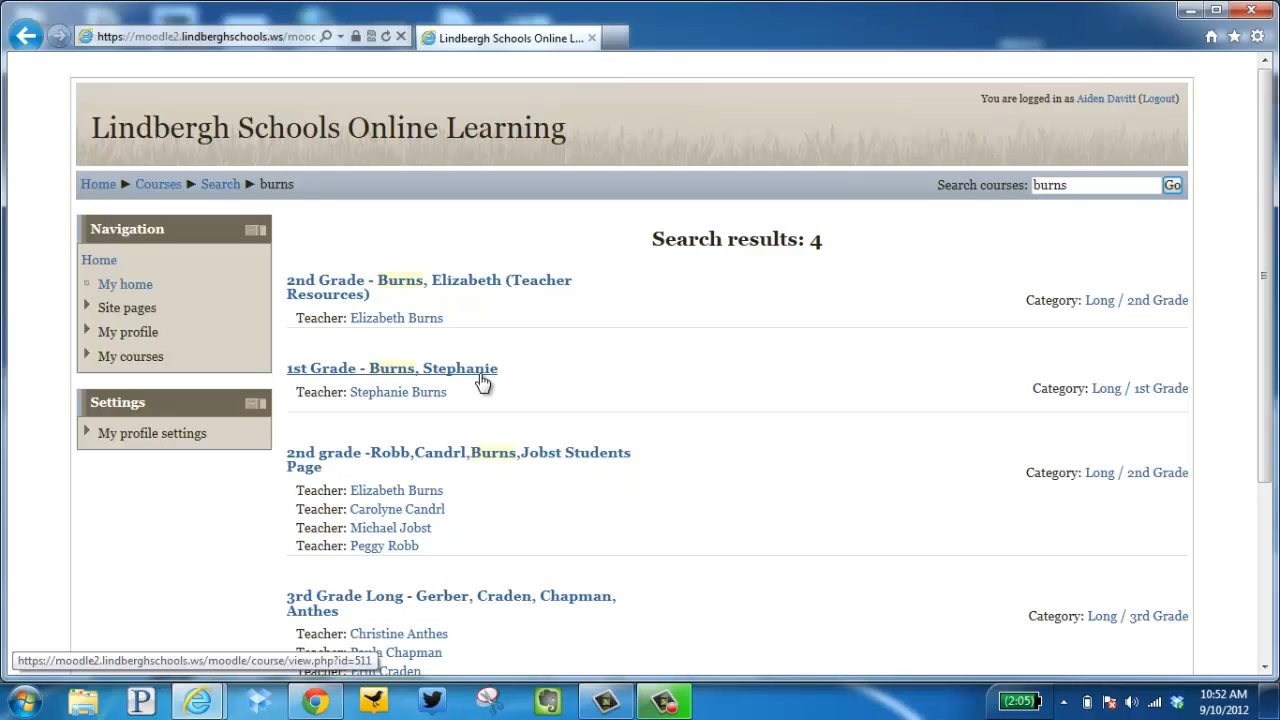 https://moodle2.lindberghschools.ws/mooc
Lindbergh Schools Online L...
You are logged in as Aiden Davitt (Logout)
Lindbergh Schools Online Learning
Home ► Courses ► Search ► burns
Search courses: burns Go
Navigation
Home
My home
Site pages
My profile
My courses
Settings
My profile settings
Search results: 4
2nd Grade - Burns, Elizabeth (Teacher
Resources)
Category: Long / 2nd Grade
Teacher: Elizabeth Burns
1st Grade - Burns, Stephanie
Category: Long / 1st Grade
Teacher: Stephanie Burns
2nd grade -Robb,Candrl,Burns,Jobst Students
Page
Category: Long / 2nd Grade
Teacher: Elizabeth Burns
Teacher: Carolyne Candrl
Teacher: Michael Jobst
Teacher: Peggy Robb
3rd Grade Long - Gerber, Craden, Chapman,
Anthes
Category: Long / 3rd Grade
Teacher: Christine Anthes
Chapman
Craden
https://moodle2.lindberghschools.ws/moodle/course/view.php?id=511
(2:05)
10:52 AM
9/10/2012